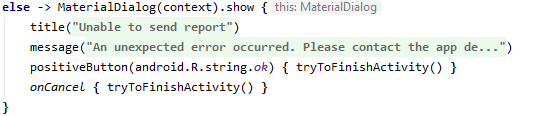 else -> MaterialDialog(context).show { this: MaterialDialog
title("Unable to send report")
message("An unexpected error occurred. Please contact the app de...")
positiveButton(android.R.string.ok) { tryToFinishActivity() }
onCancel { tryToFinishActivity() }
}